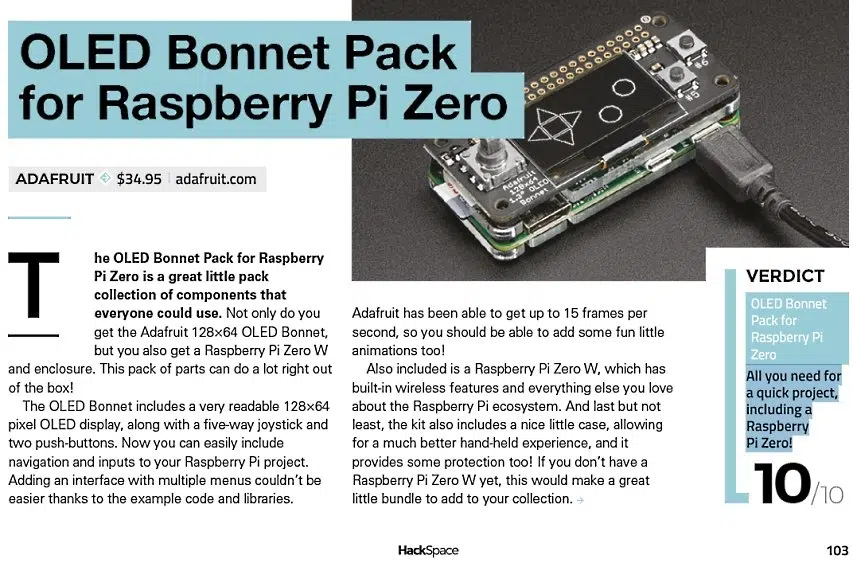 OLED Bonnet Pack
for Raspberry Pi Zero
#6
#5
Adafruit
128x64
1.3" OLED
Bonnet
ADAFRUIT $34.95 | adafruit.com
The OLED Bonnet Pack for Raspberry
Pi Zero is a great little pack
collection of components that
everyone could use. Not only do you
get the Adafruit 128×64 OLED Bonnet,
but you also get a Raspberry Pi Zero W
and enclosure. This pack of parts can do a lot right out
of the box!
The OLED Bonnet includes a very readable 128×64
pixel OLED display, along with a five-way joystick and
two push-buttons. Now you can easily include
navigation and inputs to your Raspberry Pi project.
Adding an interface with multiple menus couldn’t be
easier thanks to the example code and libraries.
Adafruit has been able to get up to 15 frames per
second, so you should be able to add some fun little
animations too!
Also included is a Raspberry Pi Zero W, which has
built-in wireless features and everything else you love
about the Raspberry Pi ecosystem. And last but not
least, the kit also includes a nice little case, allowing
for a much better hand-held experience, and it
provides some protection too! If you don’t have a
Raspberry Pi Zero W yet, this would make a great
little bundle to add to your collection.
VERDICT
OLED Bonnet
Pack for
Raspberry Pi
Zero
All you need for
a quick project,
including a
Raspberry
Pi Zero!
10/10
HackSpace
103